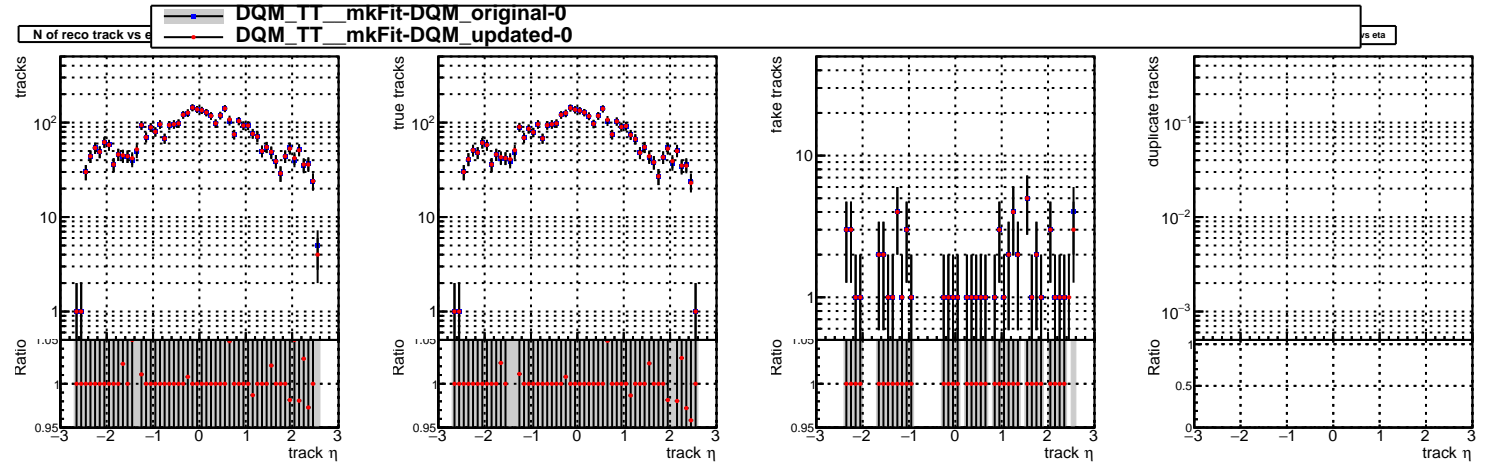 DQM_TT__mkFit-DQM_original-0
DQM_TT__mkFit-DQM_updated-0
N of reco track vs e
vs eta
tracks
10²
10
1
Ratio
1.05
1
0.95
−3 −2 −1 0 1 2 3
track η
true tracks
10²
10
1
Ratio
1.05
1
0.95
−3 −2 −1 0 1 2 3
track η
fake tracks
10
1
Ratio
1.05
1
0.95
−3 −2 −1 0 1 2 3
track η
duplicate tracks
10⁻¹
10⁻²
10⁻³
Ratio
1
0.5
0
−3 −2 −1 0 1 2 3
track η